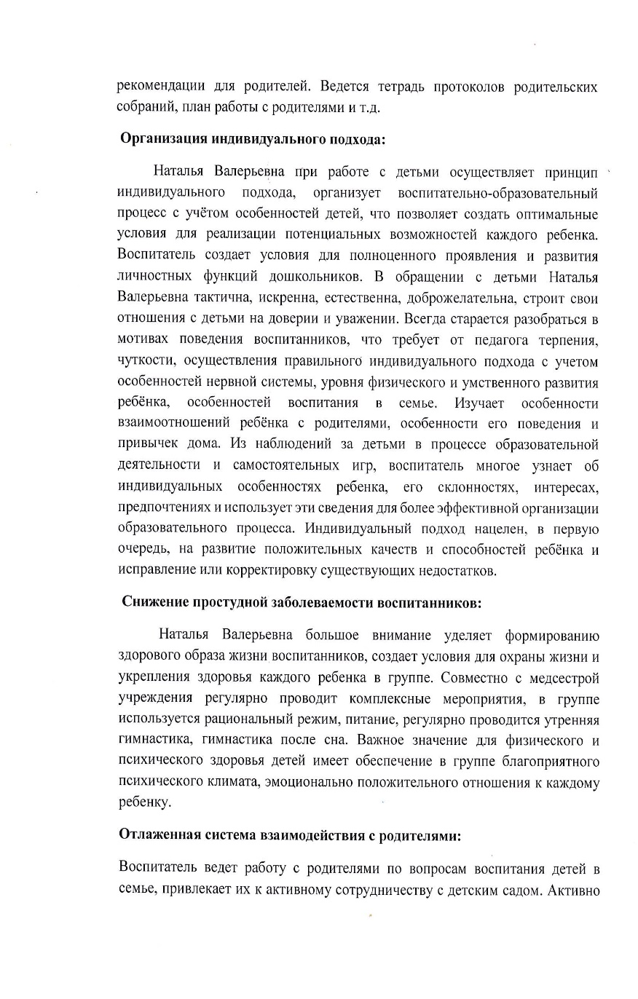 рекомендации для родителей. Ведется тетрадь протоколов родительских
собраний, план работы с родителями и т.д.
Организация индивидуального подхода:
Наталья Валерьевна при работе с детьми осуществляет принцип
индивидуального подхода, организует воспитательно-образовательный
процесс с учётом особенностей детей, что позволяет создать оптимальные
условия для реализации потенциальных возможностей каждого ребенка.
Воспитатель создает условия для полноценного проявления и развития
личностных функций дошкольников. В обращении с детьми Наталья
Валерьевна тактична, искренна, естественна, доброжелательна, строит свои
отношения с детьми на доверии и уважении. Всегда старается разобраться в
мотивах поведения воспитанников, что требует от педагога терпения,
чуткости, осуществления правильного индивидуального подхода с учетом
особенностей нервной системы, уровня физического и умственного развития
ребёнка, особенностей воспитания в семье. Изучает особенности
взаимоотношений ребёнка с родителями, особенности его поведения и
привычек дома. Из наблюдений за детьми в процессе образовательной
деятельности и самостоятельных игр, воспитатель многое узнает об
индивидуальных особенностях ребенка, его склонностях, интересах,
предпочтениях и использует эти сведения для более эффективной организации
образовательного процесса. Индивидуальный подход нацелен, в первую
очередь, на развитие положительных качеств и способностей ребёнка и
исправление или корректировку существующих недостатков.
Снижение простудной заболеваемости воспитанников:
Наталья Валерьевна большое внимание уделяет формированию
здорового образа жизни воспитанников, создает условия для охраны жизни и
укрепления здоровья каждого ребенка в группе. Совместно с медсестрой
учреждения регулярно проводит комплексные мероприятия, в группе
используется рациональный режим, питание, регулярно проводится утренняя
гимнастика, гимнастика после сна. Важное значение для физического и
психического здоровья детей имеет обеспечение в группе благоприятного
психического климата, эмоционально положительного отношения к каждому
ребенку.
Отлаженная система взаимодействия с родителями:
Воспитатель ведет работу с родителями по вопросам воспитания детей в
семье, привлекает их к активному сотрудничеству с детским садом. Активно